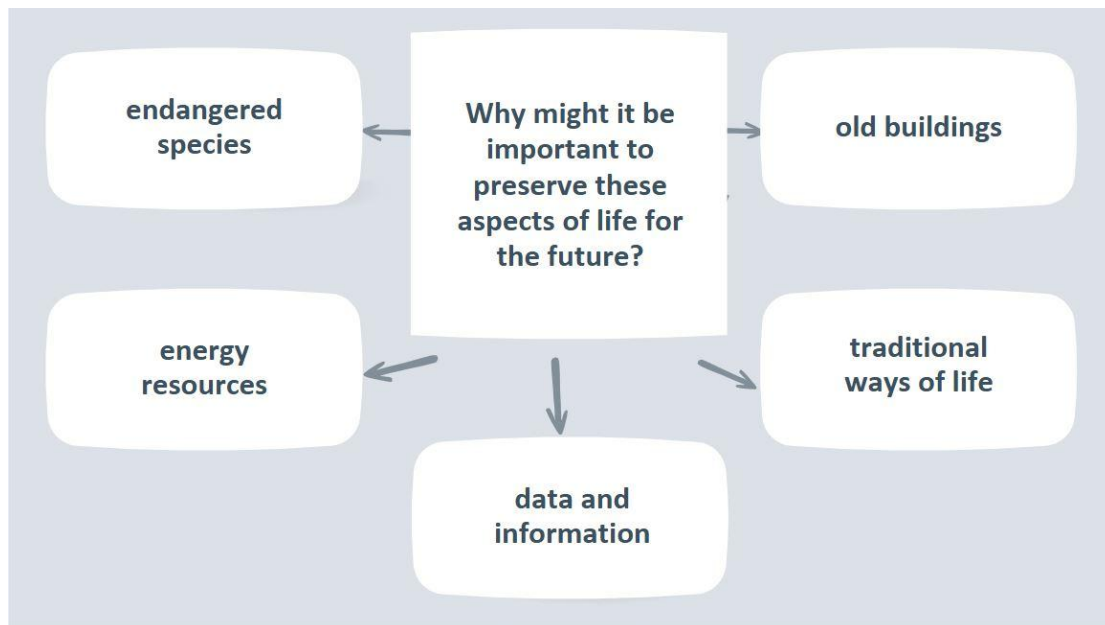 Why might it be
important to
preserve these
aspects of life for
the future?
endangered
species
old buildings
energy
resources
traditional
ways of life
data and
information